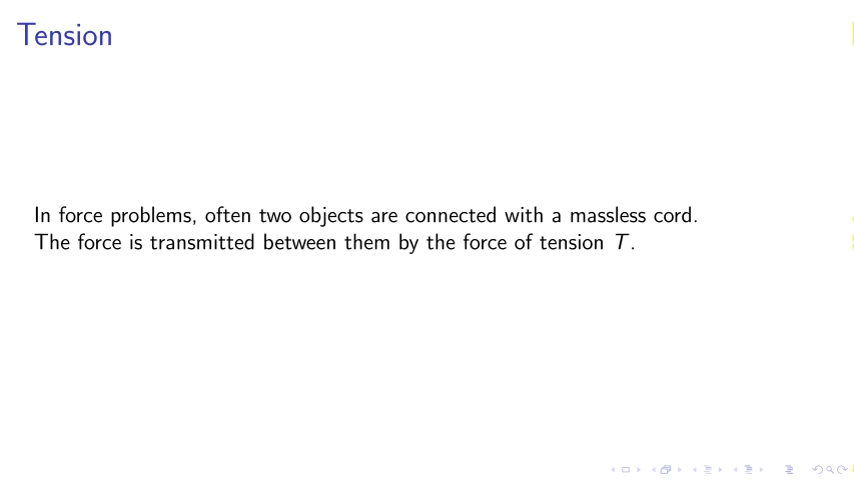 Tension
In force problems, often two objects are connected with a massless cord.
The force is transmitted between them by the force of tension T.